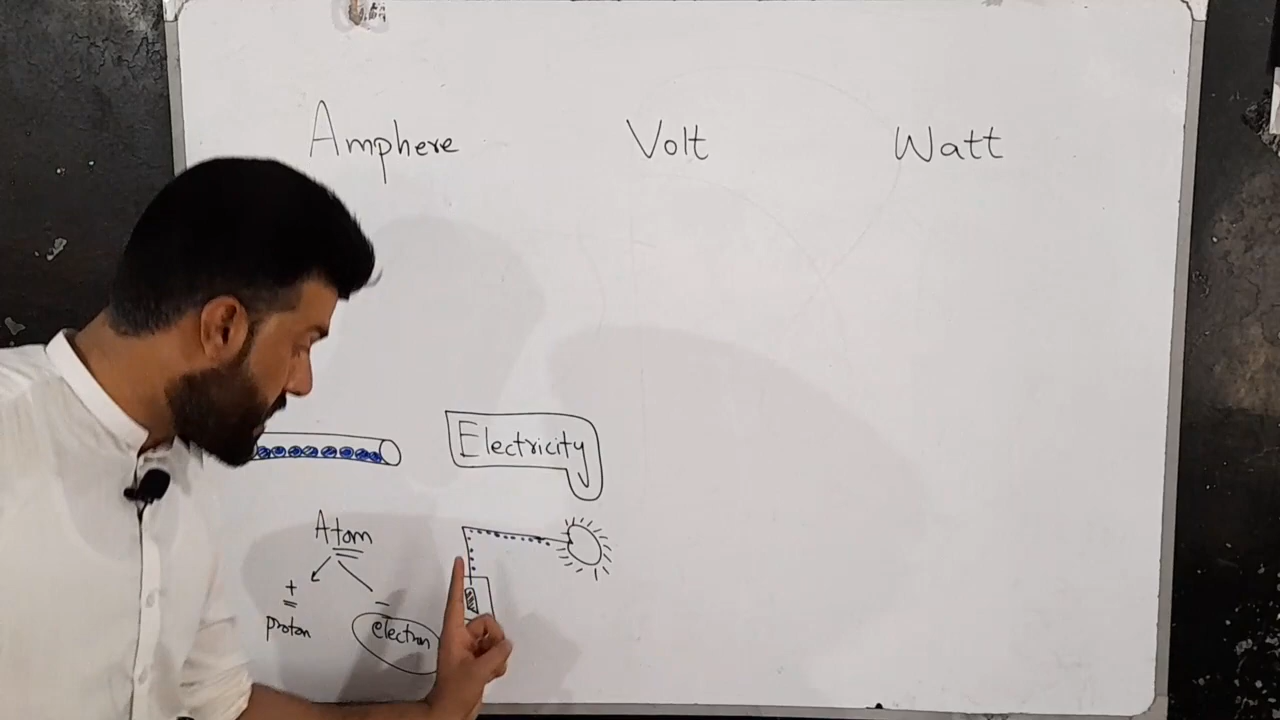 Amphere Volt Watt
Electricity
Atom
+ −
proton electron